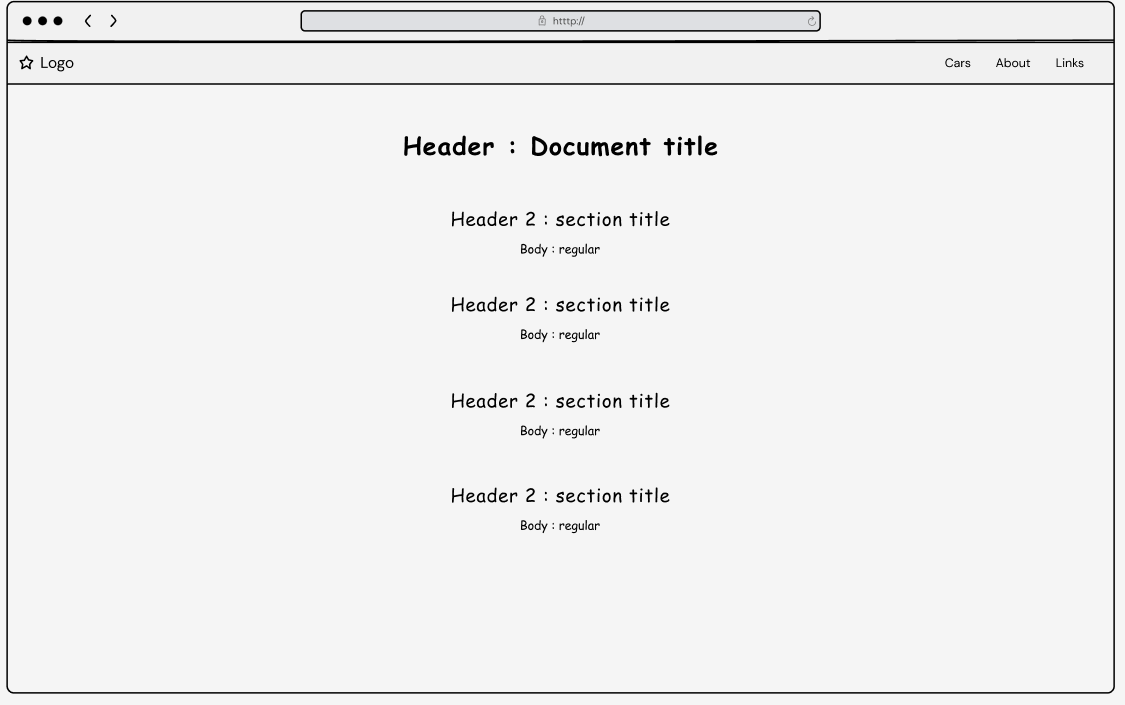 htttp://
Logo
Cars About Links
Header : Document title
Header 2 : section title
Body : regular
Header 2 : section title
Body : regular
Header 2 : section title
Body : regular
Header 2 : section title
Body : regular